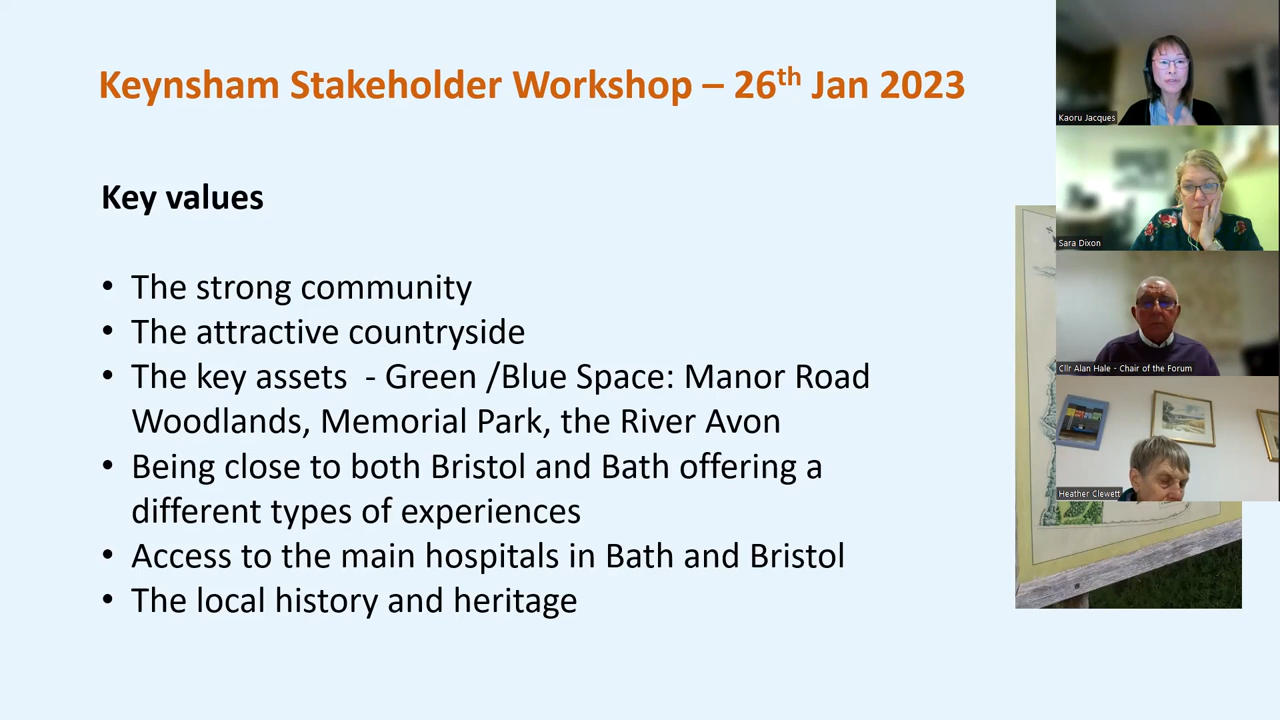 Keynsham Stakeholder Workshop – 26th Jan 2023
Key values
• The strong community
• The attractive countryside
• The key assets  - Green /Blue Space: Manor Road
Woodlands, Memorial Park, the River Avon
• Being close to both Bristol and Bath offering a
different types of experiences
• Access to the main hospitals in Bath and Bristol
• The local history and heritage
Kaoru Jacques
Sara Dixon
Cllr Alan Hale - Chair of the Forum
Heather Clewett